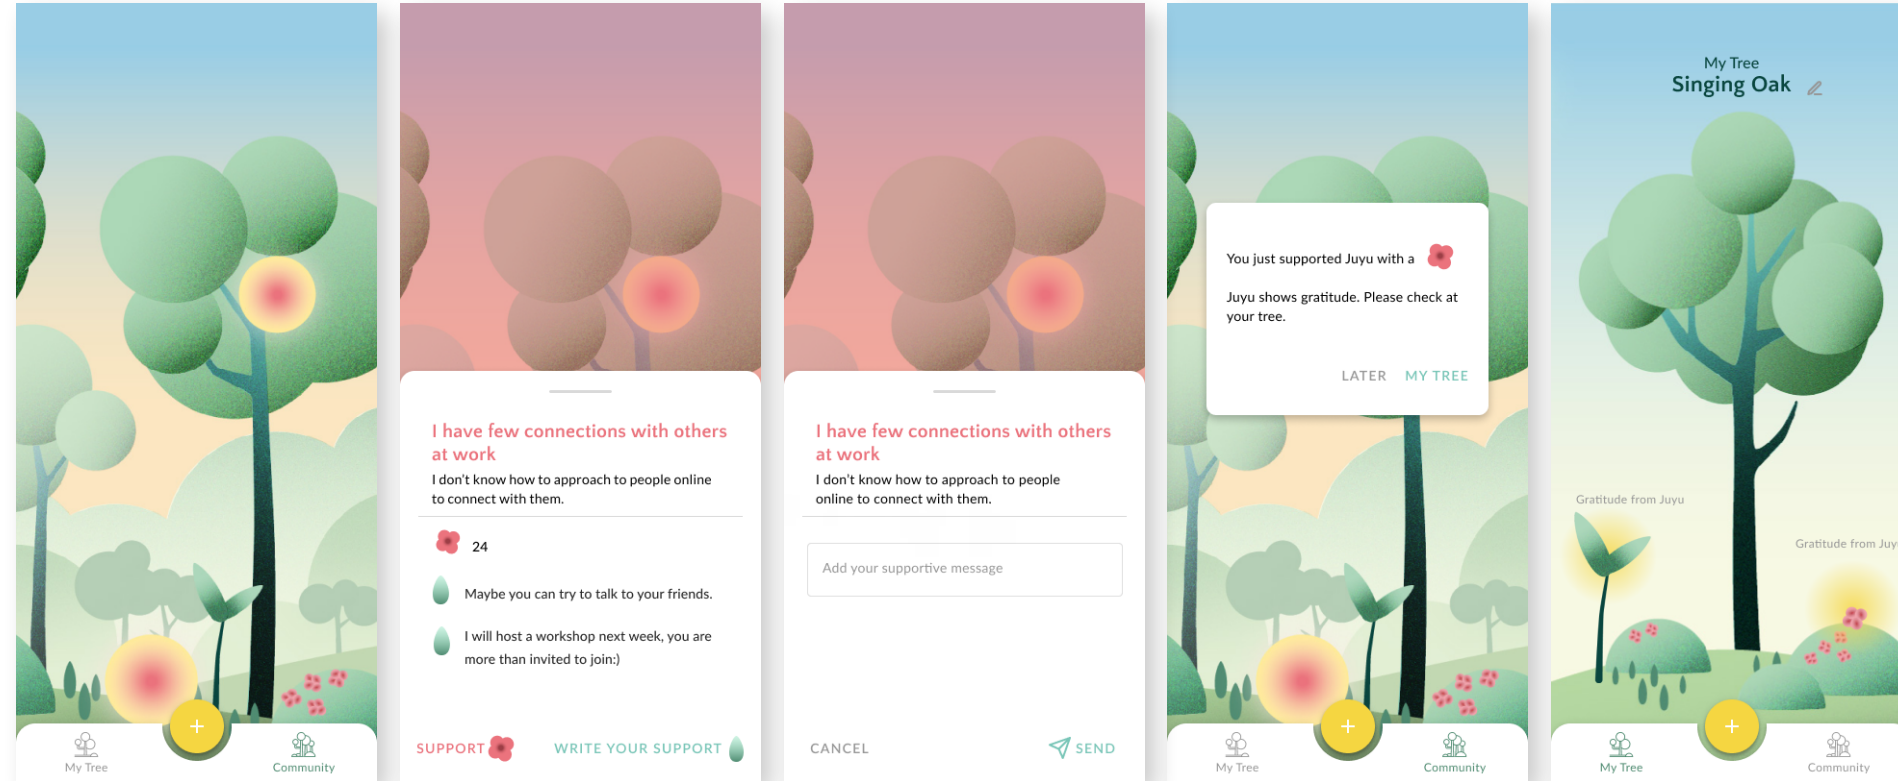 My Tree
Community
I have few connections with others
at work
I don't know how to approach to people online
to connect with them.
24
Maybe you can try to talk to your friends.
I will host a workshop next week, you are
more than invited to join:)
SUPPORT
WRITE YOUR SUPPORT
I have few connections with others
at work
I don't know how to approach to people
online to connect with them.
Add your supportive message
CANCEL
SEND
You just supported Juyu with a
Juyu shows gratitude. Please check at
your tree.
LATER
MY TREE
My Tree
Community
My Tree
Singing Oak
Gratitude from Juyu
Gratitude from Juy
My Tree
Community